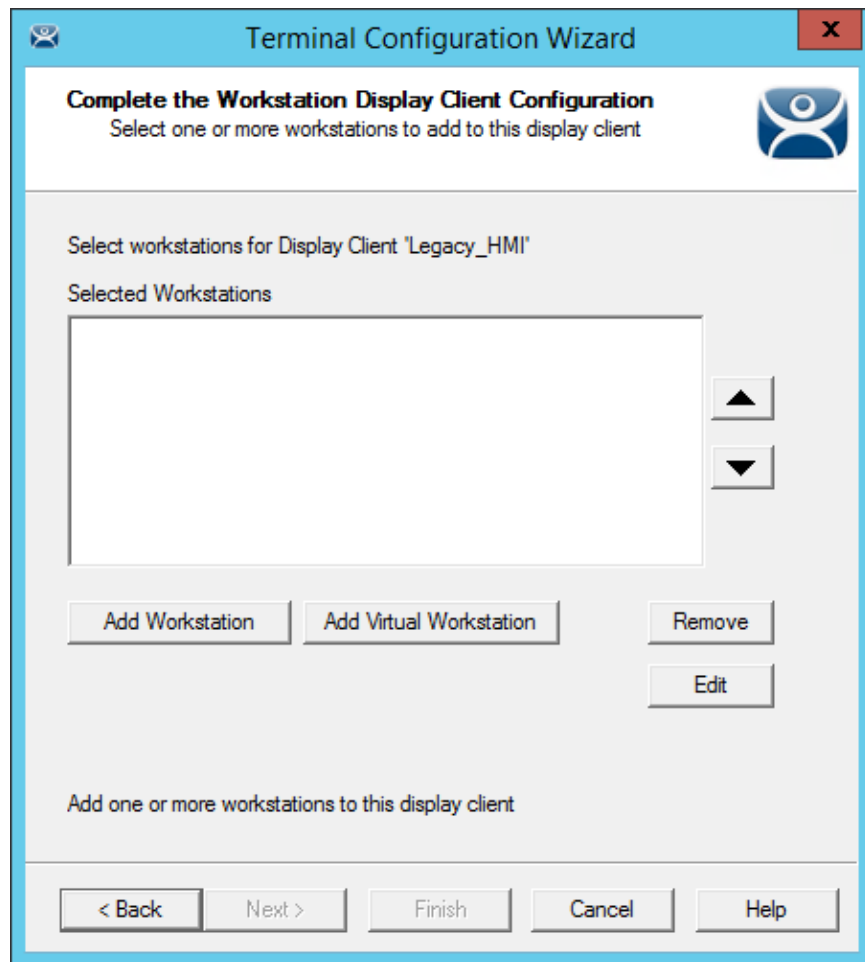 Terminal Configuration Wizard
x
Complete the Workstation Display Client Configuration
Select one or more workstations to add to this display client
Select workstations for Display Client 'Legacy_HMI'
Selected Workstations
Add Workstation
Add Virtual Workstation
Remove
Edit
Add one or more workstations to this display client
< Back
Next >
Finish
Cancel
Help